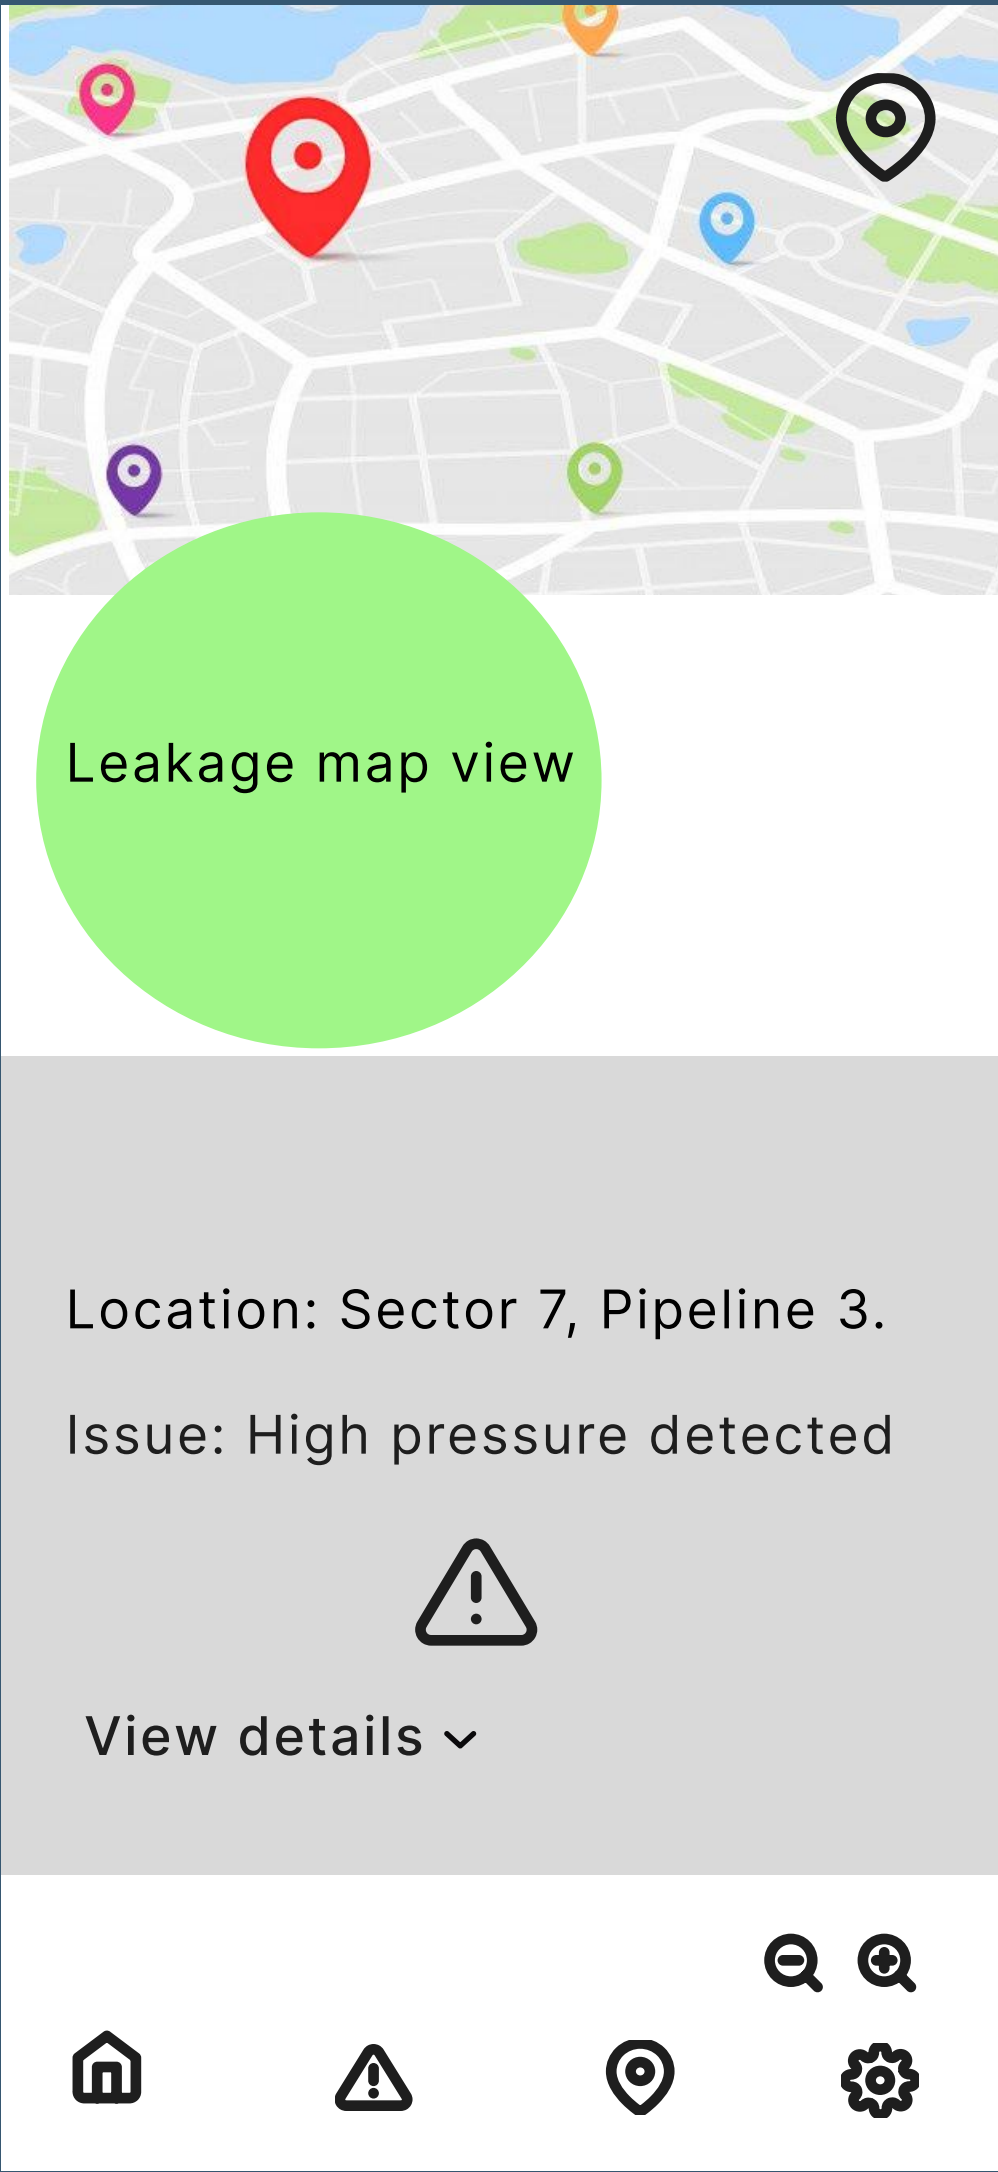 Leakage map view
Location: Sector 7, Pipeline 3.
Issue: High pressure detected
View details